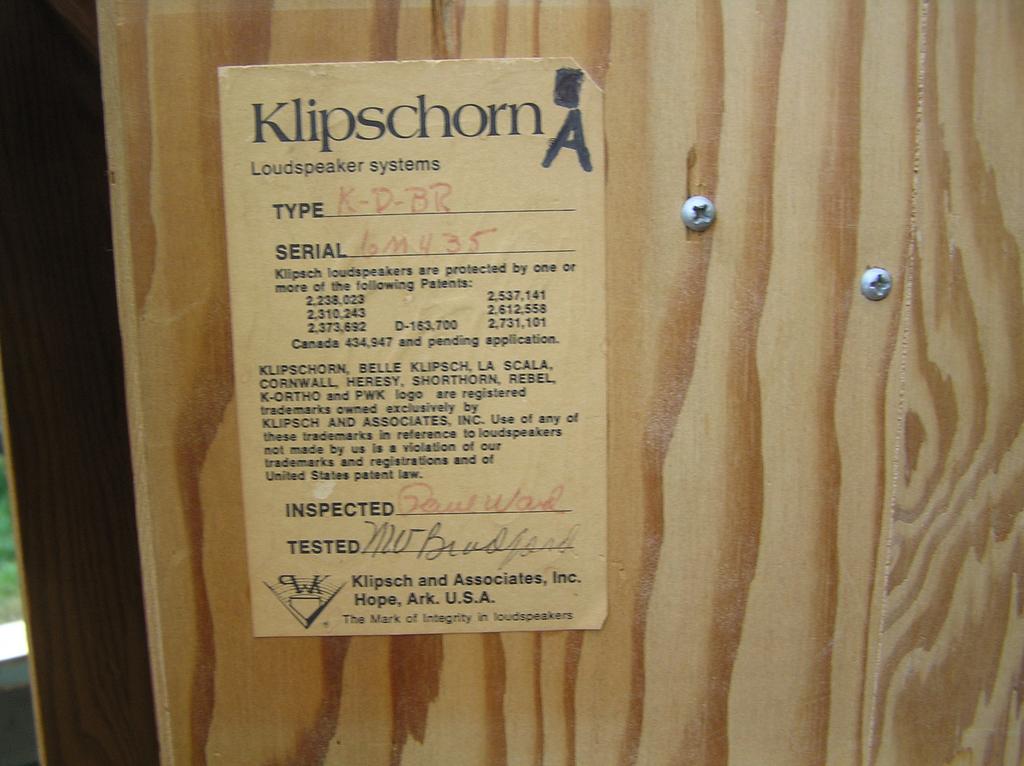 Klipschorn A
Loudspeaker systems
TYPE K-D-BR
SERIAL 16M435
Klipsch loudspeakers are protected by one or
more of the following Patents:
2,238,023 2,537,141
2,310,243 2,612,558
2,373,692 D-163,700 2,731,101
Canada 434,947 and pending application.
KLIPSCHORN, BELLE KLIPSCH, LA SCALA,
CORNWALL, HERESY, SHORTHORN, REBEL,
K-ORTHO and PWK logo are registered
trademarks owned exclusively by
KLIPSCH AND ASSOCIATES, INC. Use of any of
these trademarks in reference to loudspeakers
not made by us is a violation of our
trademarks and registrations and of
United States patent law.
INSPECTED Paul Ward
TESTED MW Bradford
PWK
Klipsch and Associates, Inc.
Hope, Ark. U.S.A.
The Mark of Integrity in loudspeakers